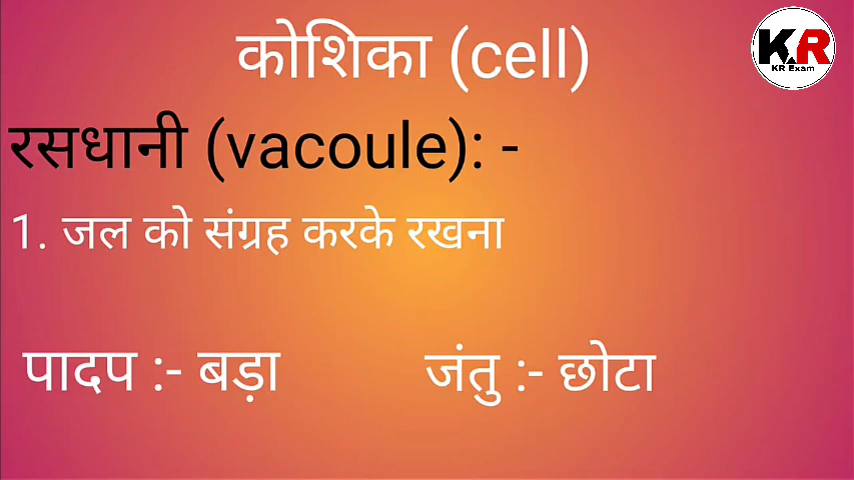 कोशिका (cell)
KR
KR Exam
रसधानी (vacoule): -
1. जल को संग्रह करके रखना
पादप :- बड़ा जंतु :- छोटा